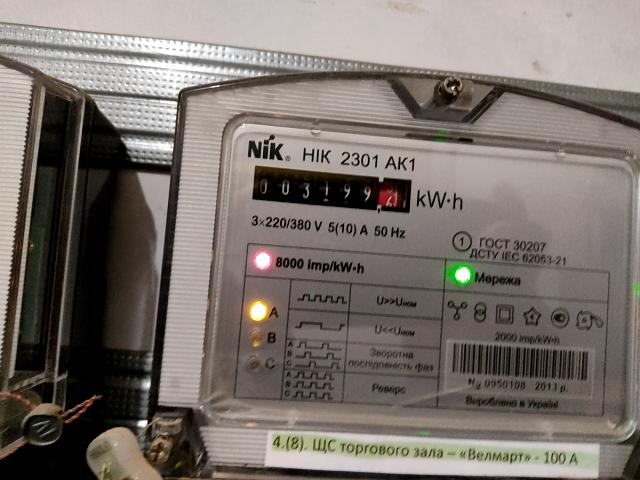 NiK® НІК 2301 АК1
003199 kW·h
3×220/380 V 5(10) A 50 Hz
1 ГОСТ 30207
ДСТУ IEC 62053-21
8000 imp/kW·h
Мережа
A
B
C
U>>Uном
U<<Uном
A
B
C
Зворотна
послідовність фаз
A
B
C
Реверс
2000 imp/kW·h
№ 0950108 2013 р.
Вироблено в Україні
N
4.(8). ЩС торгового зала – «Велмарт» - 100 А